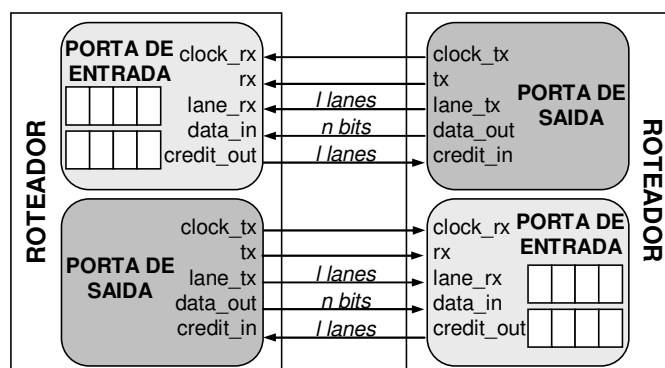 ROTEADOR
PORTA DE
ENTRADA
clock_rx
rx
lane_rx
data_in
credit_out
l lanes
n bits
l lanes
clock_tx
tx
lane_tx
data_out
credit_in
PORTA DE
SAIDA
ROTEADOR
PORTA DE
SAIDA
clock_tx
tx
lane_tx
data_out
credit_in
l lanes
n bits
l lanes
clock_rx
rx
lane_rx
data_in
credit_out
PORTA DE
ENTRADA